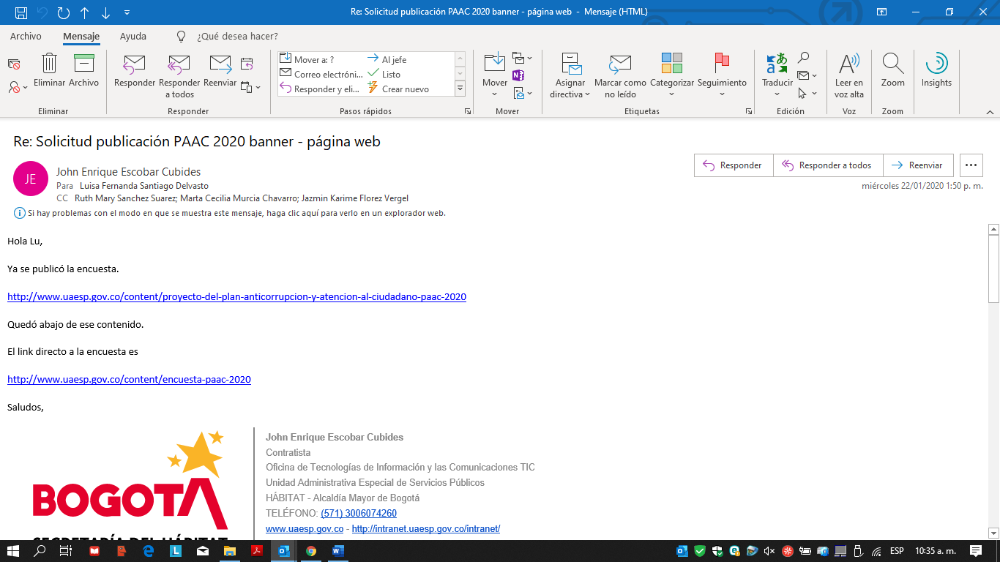 Re: Solicitud publicación PAAC 2020 banner - página web - Mensaje (HTML)
Archivo Mensaje Ayuda ¿Qué desea hacer?
Eliminar Archivo Responder Responder a todos Reenviar
Mover a: ? Al jefe
Correo electróni... Listo
Responder y eli... Crear nuevo
Mover Asignar directiva Marcar como no leído Categorizar Seguimiento Traducir Leer en voz alta Zoom Insights
Eliminar Responder Pasos rápidos Mover Etiquetas Edición Voz Zoom
Re: Solicitud publicación PAAC 2020 banner - página web
JE
John Enrique Escobar Cubides
Para Luisa Fernanda Santiago Delvasto
CC Ruth Mary Sanchez Suarez; Marta Cecilia Murcia Chavarro; Jazmin Karime Florez Vergel
Responder Responder a todos Reenviar
miércoles 22/01/2020 1:50 p. m.
Si hay problemas con el modo en que se muestra este mensaje, haga clic aquí para verlo en un explorador web.
Hola Lu,
Ya se publicó la encuesta.
http://www.uaesp.gov.co/content/proyecto-del-plan-anticorrupcion-y-atencion-al-ciudadano-paac-2020
Quedó abajo de ese contenido.
El link directo a la encuesta es
http://www.uaesp.gov.co/content/encuesta-paac-2020
Saludos,
BOGOTÁ
SECRETARÍA DEL HÁBITAT
John Enrique Escobar Cubides
Contratista
Oficina de Tecnologías de Información y las Comunicaciones TIC
Unidad Administrativa Especial de Servicios Públicos
HÁBITAT - Alcaldía Mayor de Bogotá
TELÉFONO: (571) 3006074260
www.uaesp.gov.co - http://intranet.uaesp.gov.co/intranet/
ESP 10:35 a. m.